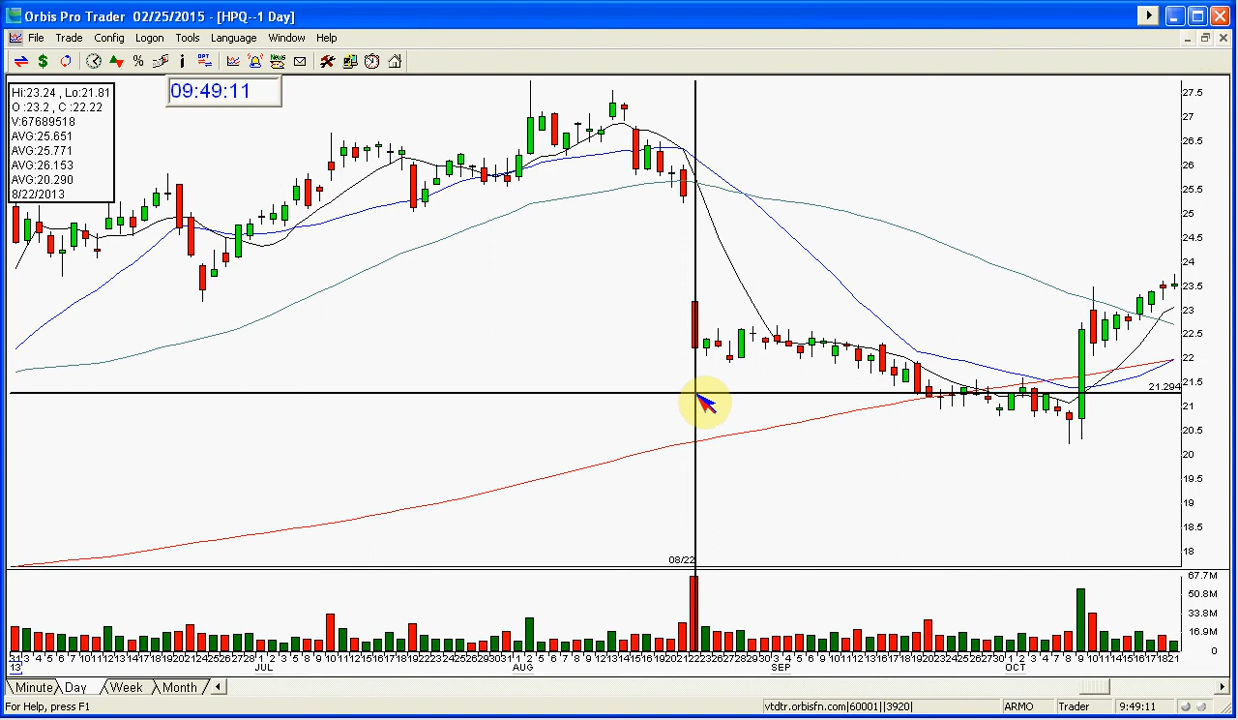 Orbis Pro Trader 02/25/2015 - [HPQ--1 Day]
File Trade Config Logon Tools Language Window Help
09:49:11
Hi:23.24 , Lo:21.81
O :23.2 , C :22.22
V:67689518
AVG:25.651
AVG:25.771
AVG:26.153
AVG:20.290
8/22/2013
27.5
27
26.5
26
25.5
25
24.5
24
23.5
23
22.5
22
21.5
21.294
21
20.5
20
19.5
19
18.5
18
08/22
67.7M
50.8M
33.8M
16.9M
0
JUL AUG SEP OCT
Minute Day Week Month
For Help, press F1 vtdtr.orbisfn.com|60001||3920| ARMO Trader 9:49:11